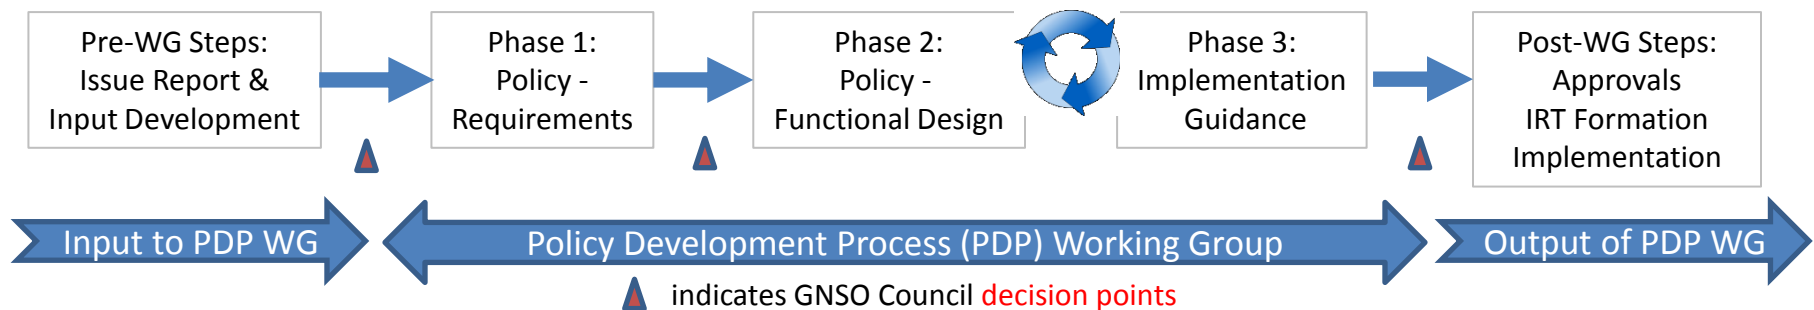 Pre-WG Steps:
Issue Report &
Input Development
Phase 1:
Policy -
Requirements
Phase 2:
Policy -
Functional Design
Phase 3:
Implementation
Guidance
Post-WG Steps:
Approvals
IRT Formation
Implementation
Input to PDP WG
Policy Development Process (PDP) Working Group
Output of PDP WG
indicates GNSO Council decision points